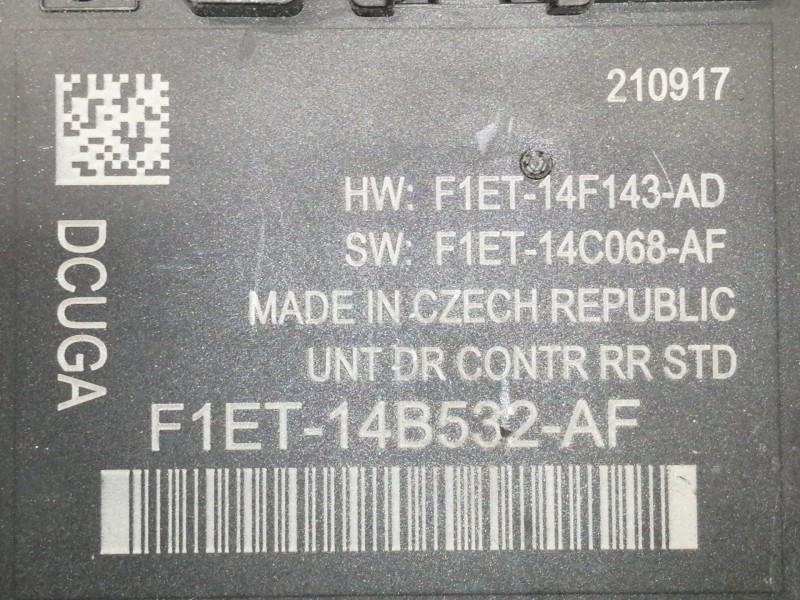 210917
HW: F1ET-14F143-AD
SW: F1ET-14C068-AF
MADE IN CZECH REPUBLIC
UNT DR CONTR RR STD
DCUGA
F1ET-14B532-AF